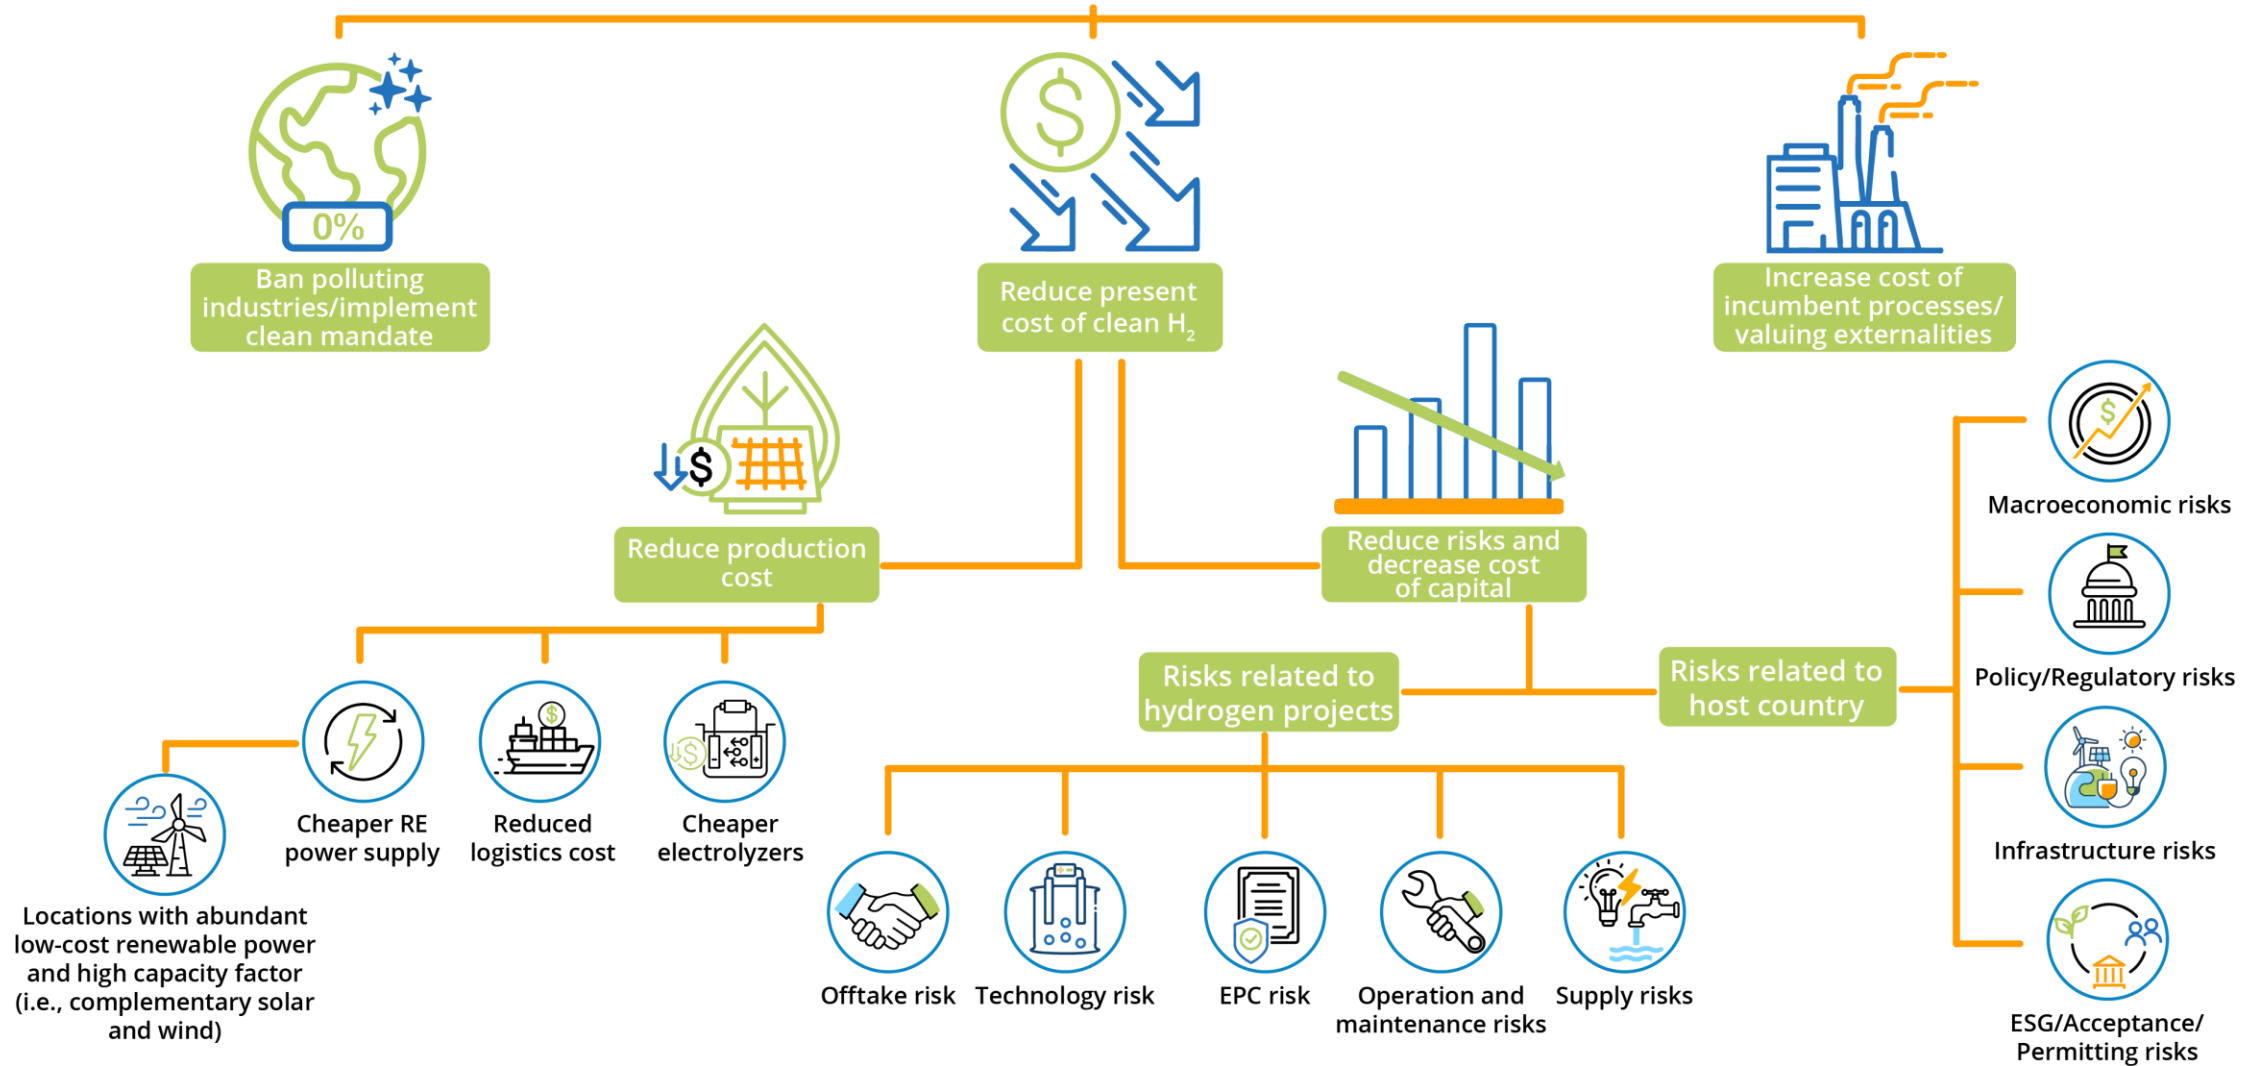 0%
Ban polluting
industries/implement
clean mandate
$
Reduce present
cost of clean H₂
Increase cost of
incumbent processes/
valuing externalities
$
Reduce production
cost
Reduce risks and
decrease cost
of capital
$
Macroeconomic risks
Policy/Regulatory risks
Infrastructure risks
ESG/Acceptance/
Permitting risks
Risks related to
hydrogen projects
Risks related to
host country
Cheaper RE
power supply
$
Reduced
logistics cost
$
Cheaper
electrolyzers
Locations with abundant
low-cost renewable power
and high capacity factor
(i.e., complementary solar
and wind)
Offtake risk
Technology risk
EPC risk
Operation and
maintenance risks
Supply risks